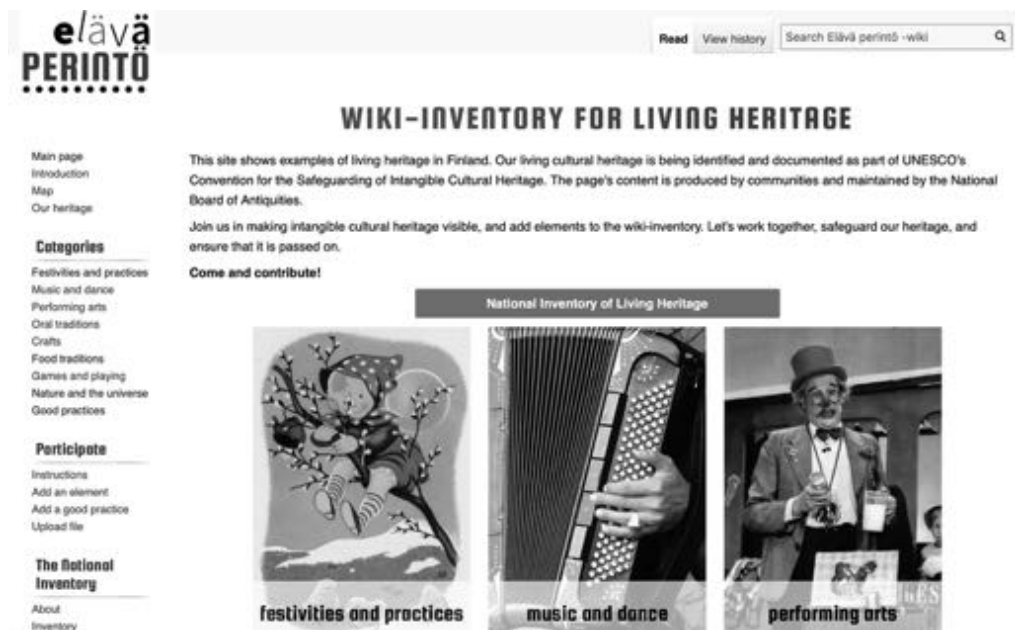 elävä
PERINTÖ
Read View history Search Elävä perintö -wiki
WIKI-INVENTORY FOR LIVING HERITAGE
This site shows examples of living heritage in Finland. Our living cultural heritage is being identified and documented as part of UNESCO's
Convention for the Safeguarding of Intangible Cultural Heritage. The page's content is produced by communities and maintained by the National
Board of Antiquities.
Join us in making intangible cultural heritage visible, and add elements to the wiki-inventory. Let's work together, safeguard our heritage, and
ensure that it is passed on.
Come and contribute!
Main page
Introduction
Map
Our heritage
Categories
Festivities and practices
Music and dance
Performing arts
Oral traditions
Crafts
Food traditions
Games and playing
Nature and the universe
Good practices
Participate
Instructions
Add an element
Add a good practice
Upload file
The National
Inventory
About
Inventory
National Inventory of Living Heritage
festivities and practices
music and dance
performing arts